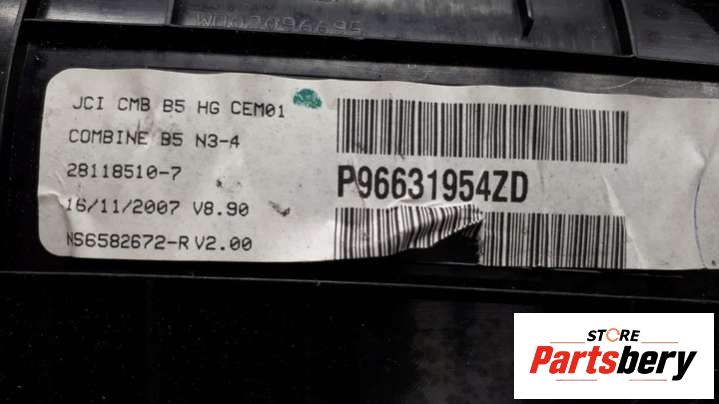 W007096695
JCI CMB B5 HG CEM01
COMBINE B5 N3-4
28118510-7
16/11/2007 V8.90
NS6582672-R V2.00
P96631954ZD
STORE
Partsbery